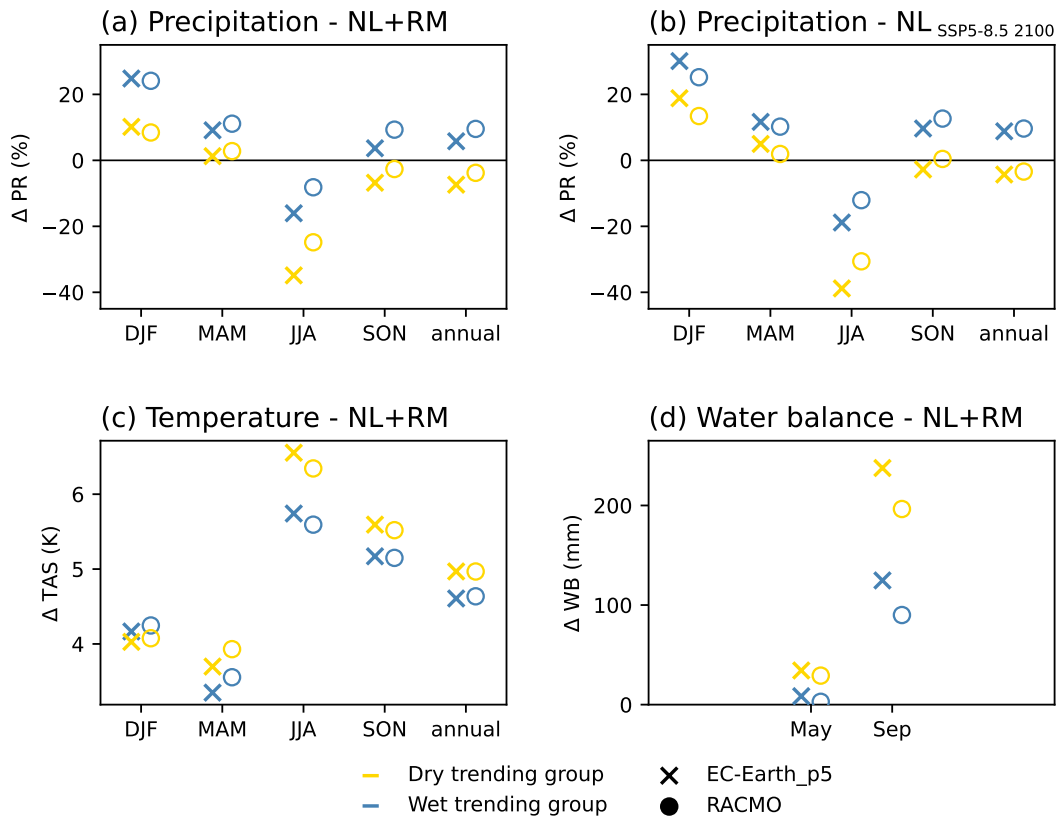 (a) Precipitation - NL+RM
Δ PR (%)
20
0
−20
−40
DJF MAM JJA SON annual
(b) Precipitation - NL SSP5-8.5 2100
Δ PR (%)
20
0
−20
−40
DJF MAM JJA SON annual
(c) Temperature - NL+RM
Δ TAS (K)
6
5
4
DJF MAM JJA SON annual
(d) Water balance - NL+RM
Δ WB (mm)
200
100
0
May Sep
Dry trending group
Wet trending group
EC-Earth_p5
RACMO